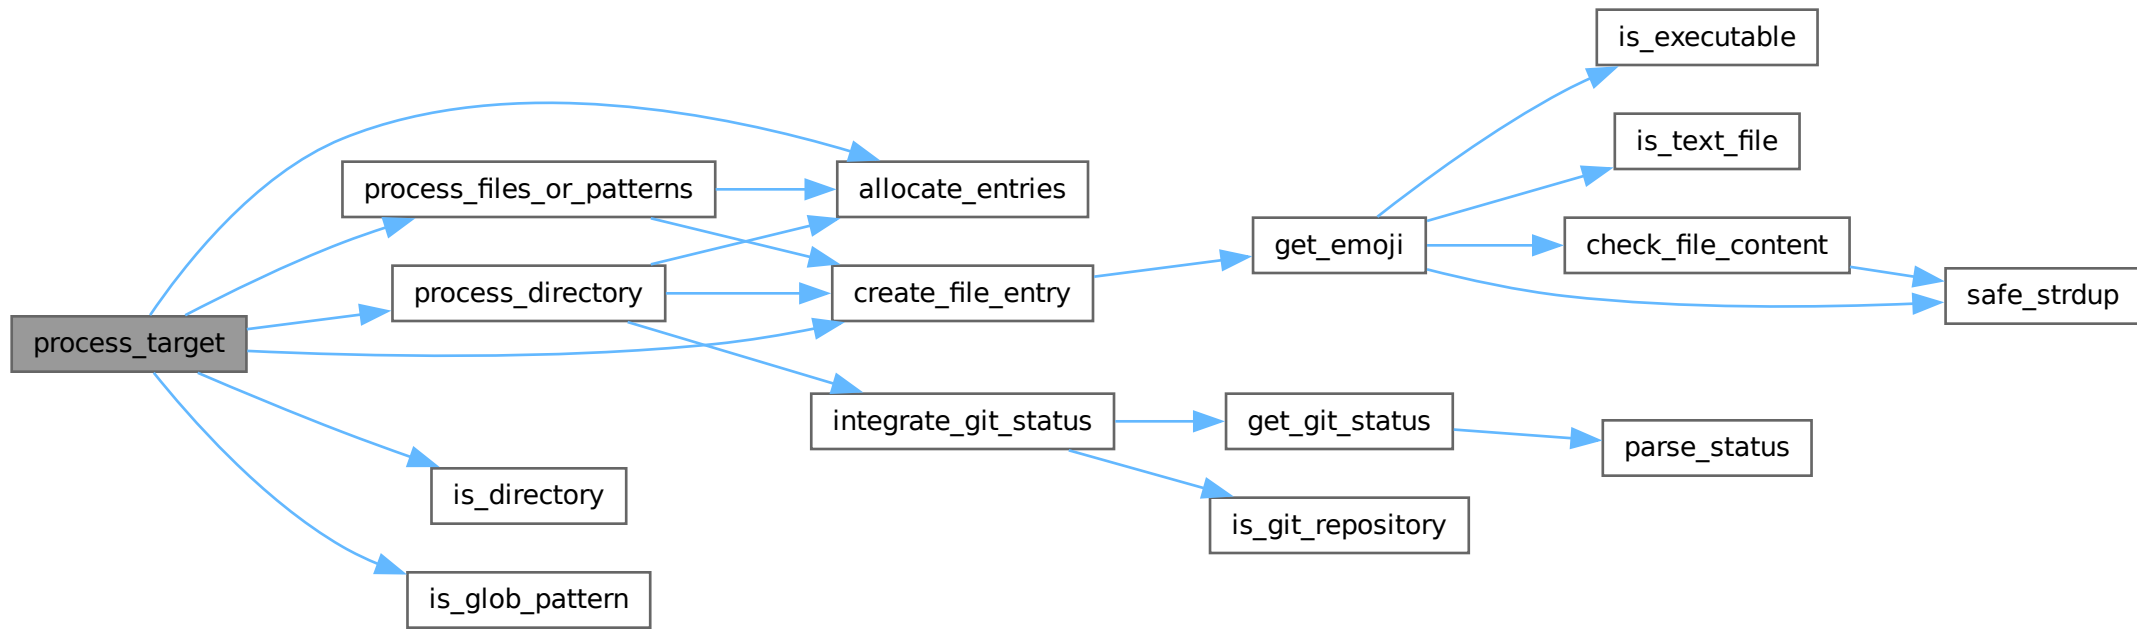 process_target
process_files_or_patterns
process_directory
is_directory
is_glob_pattern
allocate_entries
create_file_entry
integrate_git_status
get_emoji
get_git_status
is_git_repository
is_executable
is_text_file
check_file_content
parse_status
safe_strdup